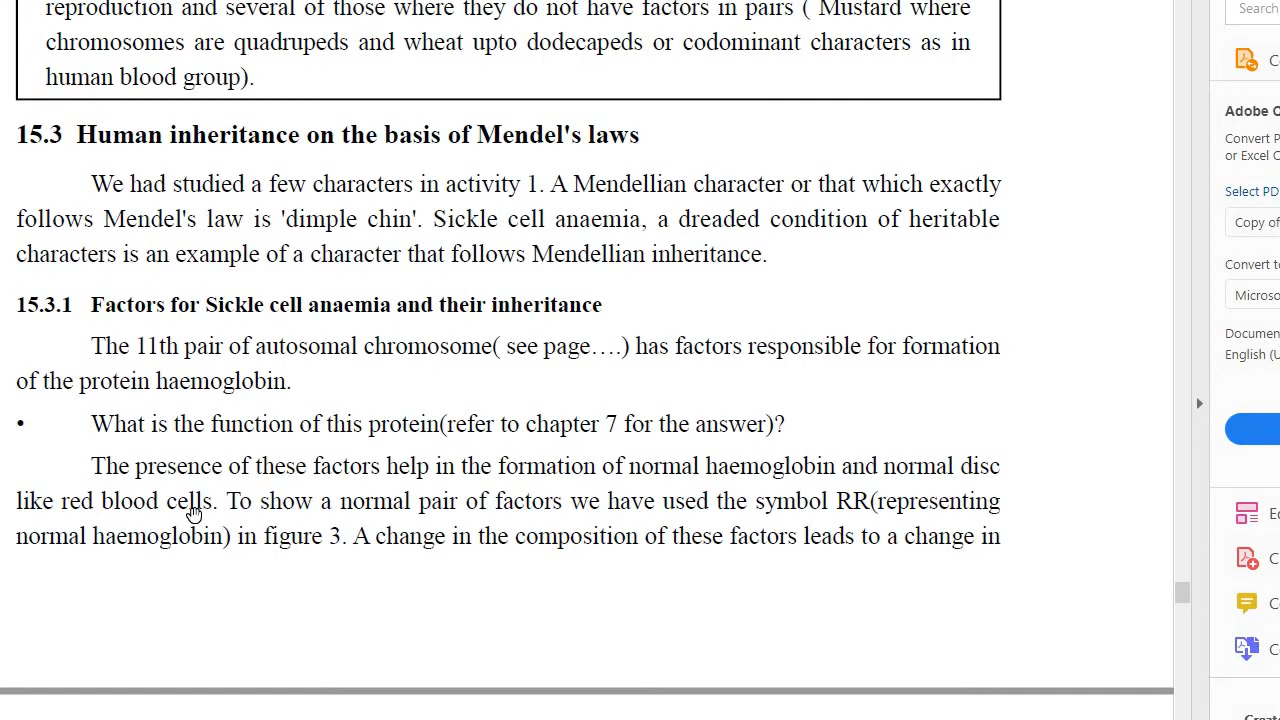 reproduction and several of those where they do not have factors in pairs ( Mustard where
chromosomes are quadrupeds and wheat upto dodecapeds or codominant characters as in
human blood group).
15.3 Human inheritance on the basis of Mendel's laws
We had studied a few characters in activity 1. A Mendellian character or that which exactly
follows Mendel's law is 'dimple chin'. Sickle cell anaemia, a dreaded condition of heritable
characters is an example of a character that follows Mendellian inheritance.
15.3.1 Factors for Sickle cell anaemia and their inheritance
The 11th pair of autosomal chromosome( see page….) has factors responsible for formation
of the protein haemoglobin.
• What is the function of this protein(refer to chapter 7 for the answer)?
The presence of these factors help in the formation of normal haemoglobin and normal disc
like red blood cells. To show a normal pair of factors we have used the symbol RR(representing
normal haemoglobin) in figure 3. A change in the composition of these factors leads to a change in
Search
Adobe
Convert
or Excel
Select PD
Copy of
Convert
Microso
Documen
English (U